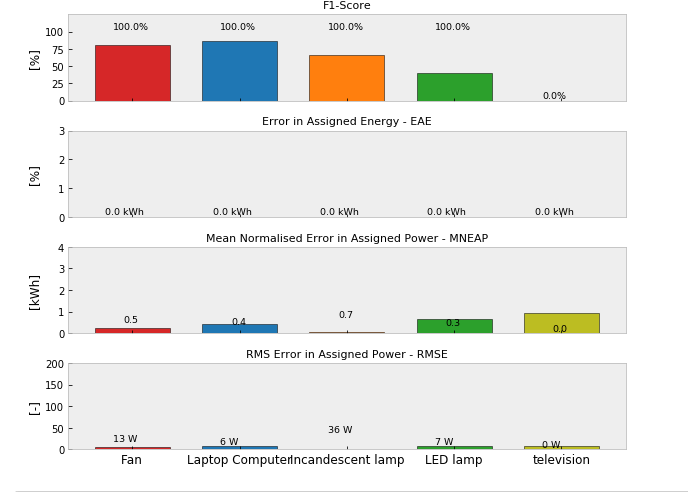 F1-Score
[%]
100
75
50
25
0
100.0% 100.0% 100.0% 100.0% 0.0%
Error in Assigned Energy - EAE
[%]
3
2
1
0
0.0 kWh 0.0 kWh 0.0 kWh 0.0 kWh 0.0 kWh
Mean Normalised Error in Assigned Power - MNEAP
[kWh]
4
3
2
1
0
0.5 0.4 0.7 0.3 0.0
RMS Error in Assigned Power - RMSE
[-]
200
150
100
50
0
13 W 6 W 36 W 7 W 0 W
Fan Laptop Computer Incandescent lamp LED lamp television